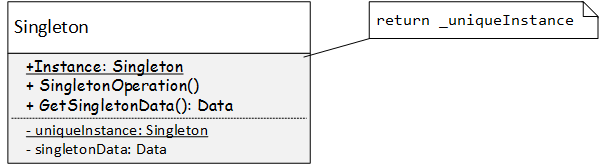 Singleton
return _uniqueInstance
+Instance: Singleton
+ SingletonOperation()
+ GetSingletonData(): Data
- uniqueInstance: Singleton
- singletonData: Data